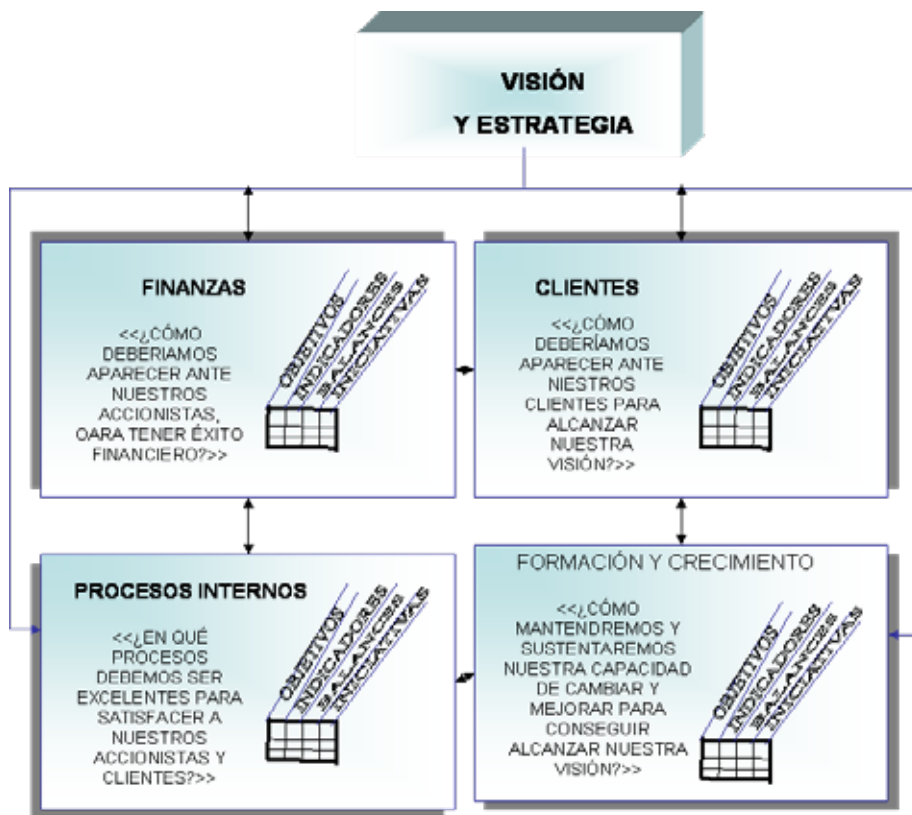 VISIÓN
Y ESTRATEGIA
FINANZAS
<<¿CÓMO
DEBERIAMOS
APARECER ANTE
NUESTROS
ACCIONISTAS,
OARA TENER ÉXITO
FINANCIERO?>>
OBJETIVOS
INDICADORES
BALANCES
INICIATIVAS
CLIENTES
<<¿CÓMO
DEBERÍAMOS
APARECER ANTE
NIESTROS
CLIENTES PARA
ALCANZAR
NUESTRA
VISIÓN?>>
OBJETIVOS
INDICADORES
BALANCES
INICIATIVAS
PROCESOS INTERNOS
<<¿EN QUÉ
PROCESOS
DEBEMOS SER
EXCELENTES PARA
SATISFACER A
NUESTROS
ACCIONISTAS Y
CLIENTES?>>
OBJETIVOS
INDICADORES
BALANCES
INICIATIVAS
FORMACIÓN Y CRECIMIENTO
<<¿CÓMO
MANTENDREMOS Y
SUSTENTAREMOS
NUESTRA CAPACIDAD
DE CAMBIAR Y
MEJORAR PARA
CONSEGUIR
ALCANZAR NUESTRA
VISIÓN?>>
OBJETIVOS
INDICADORES
BALANCES
INICIATIVAS